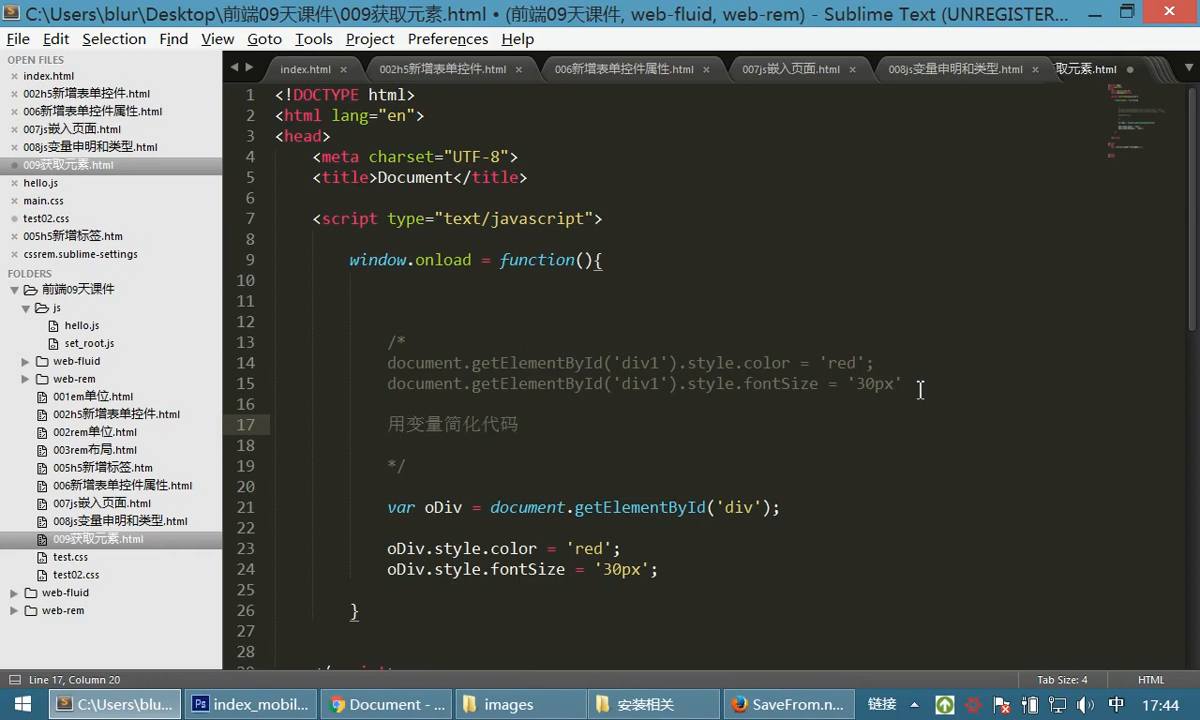 C:\Users\blur\Desktop\前端09天课件\009获取元素.html • (前端09天课件, web-fluid, web-rem) - Sublime Text (UNREGISTER...
File Edit Selection Find View Goto Tools Project Preferences Help
OPEN FILES
index.html
002h5新增表单控件.html
006新增表单控件属性.html
007js嵌入页面.html
008js变量申明和类型.html
009获取元素.html
hello.js
main.css
test02.css
005h5新增标签.htm
cssrem.sublime-settings
FOLDERS
前端09天课件
js
hello.js
set_root.js
web-fluid
web-rem
001em单位.html
002h5新增表单控件.html
002rem单位.html
003rem布局.html
005h5新增标签.htm
006新增表单控件属性.html
007js嵌入页面.html
008js变量申明和类型.html
009获取元素.html
test.css
test02.css
web-fluid
web-rem
index.html × 002h5新增表单控件.html × 006新增表单控件属性.html × 007js嵌入页面.html × 008js变量申明和类型.html × 取元素.html
1 <!DOCTYPE html>
2 <html lang="en">
3 <head>
4 <meta charset="UTF-8">
5 <title>Document</title>
6
7 <script type="text/javascript">
8
9 window.onload = function(){
10
11
12
13 /*
14 document.getElementById('div1').style.color = 'red';
15 document.getElementById('div1').style.fontSize = '30px'
16
17 用变量简化代码
18
19 */
20
21 var oDiv = document.getElementById('div');
22
23 oDiv.style.color = 'red';
24 oDiv.style.fontSize = '30px';
25
26 }
27
28
Line 17, Column 20
Tab Size: 4
HTML
C:\Users\blu...
Ps index_mobil...
Document - ...
images
安装相关
SaveFrom.n...
链接
中
17:44